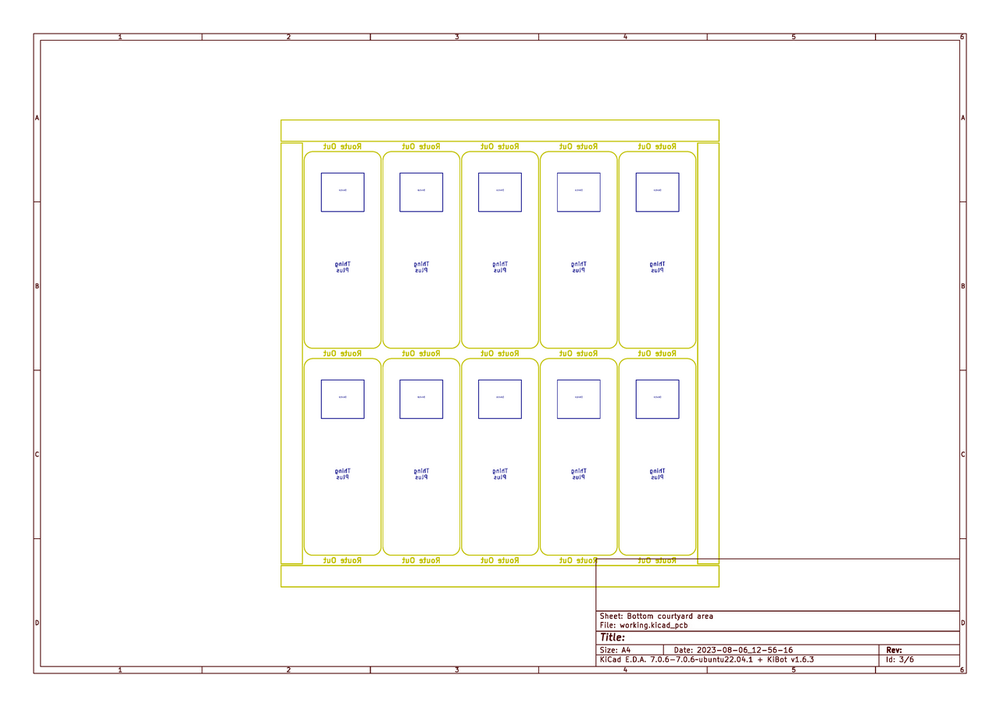 1 2 3 4 5 6
A A
Route Out Route Out Route Out Route Out Route Out
Thing Thing Thing Thing Thing
Plus Plus Plus Plus Plus
B B
Route Out Route Out Route Out Route Out Route Out
C C
Thing Thing Thing Thing Thing
Plus Plus Plus Plus Plus
Route Out Route Out Route Out Route Out Route Out
Sheet: Bottom courtyard area
File: working.kicad_pcb
D D
Title:
Size: A4 Date: 2023-08-06_12-56-16 Rev:
KiCad E.D.A. 7.0.6-7.0.6~ubuntu22.04.1 + KiBot v1.6.3 Id: 3/6
1 2 3 4 5 6